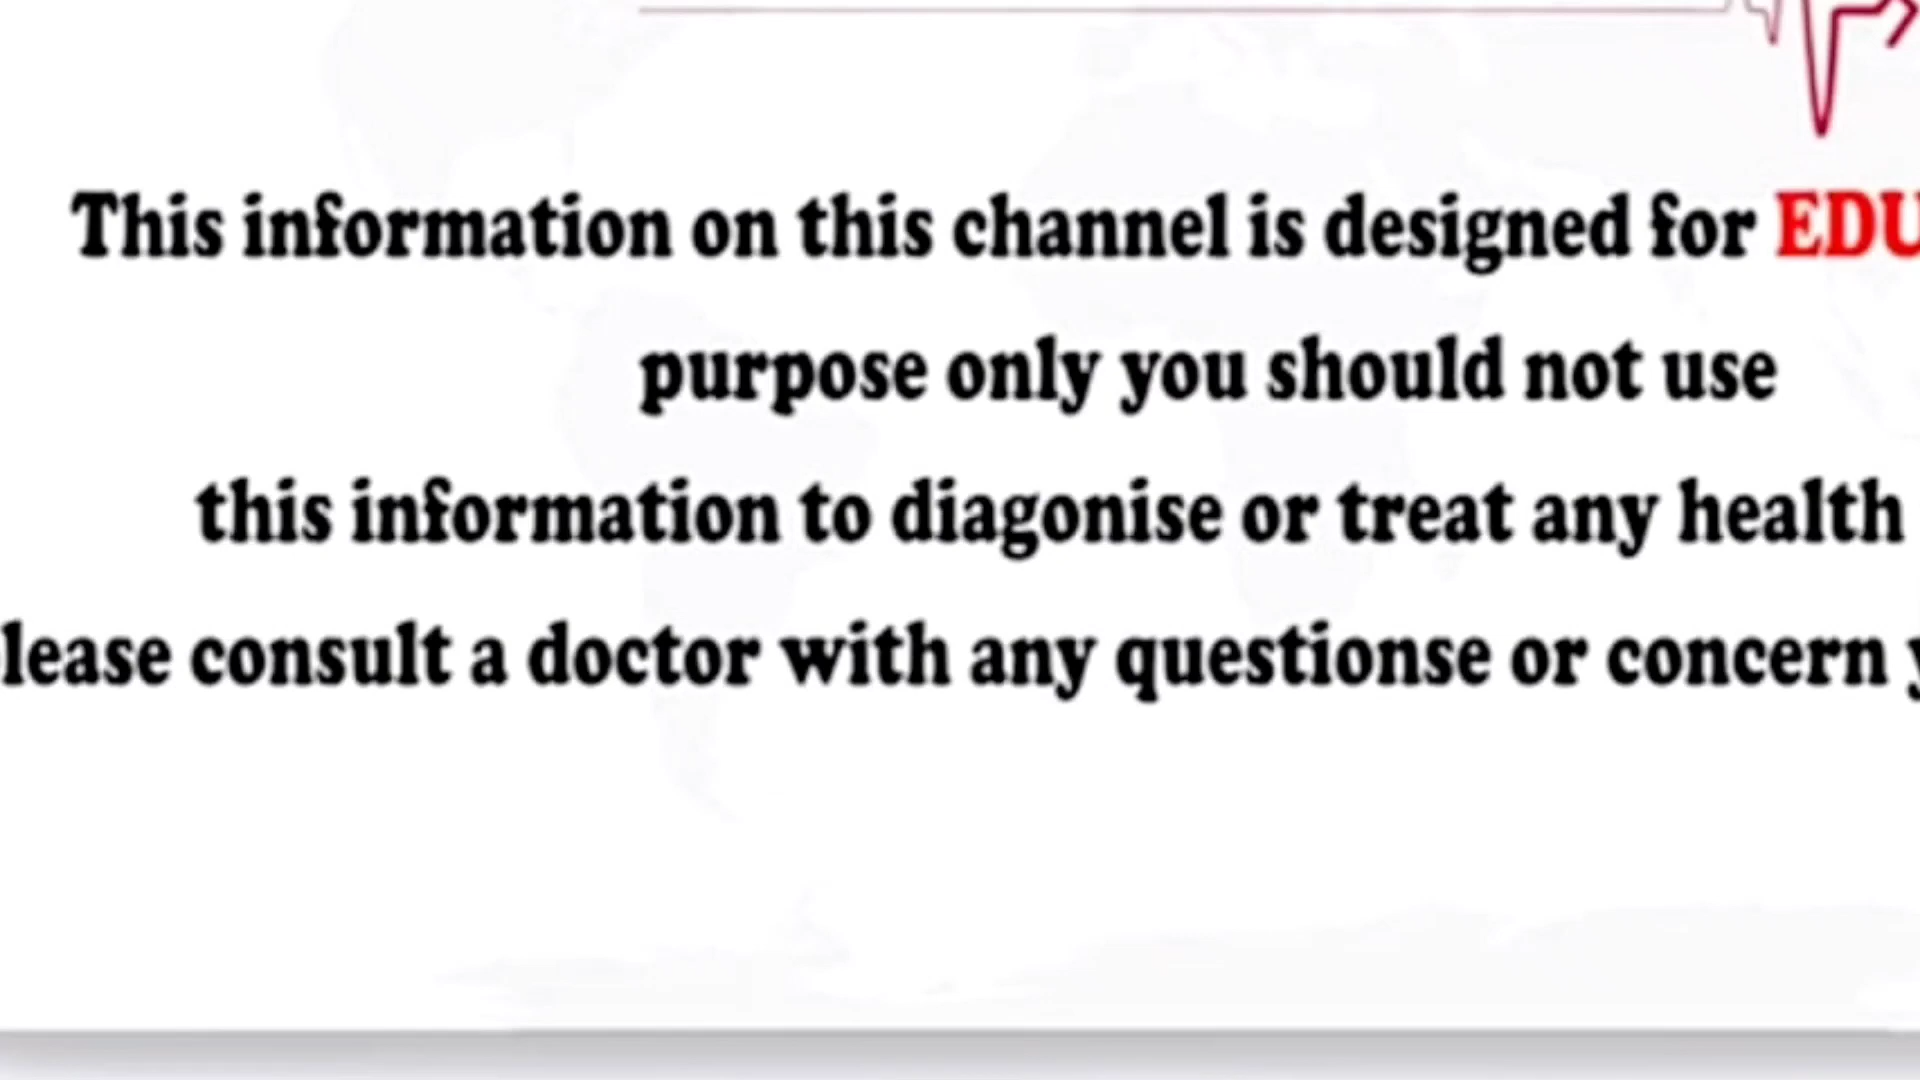 This information on this channel is designed for EDU
purpose only you should not use
this information to diagonise or treat any health
lease consult a doctor with any questionse or concern y